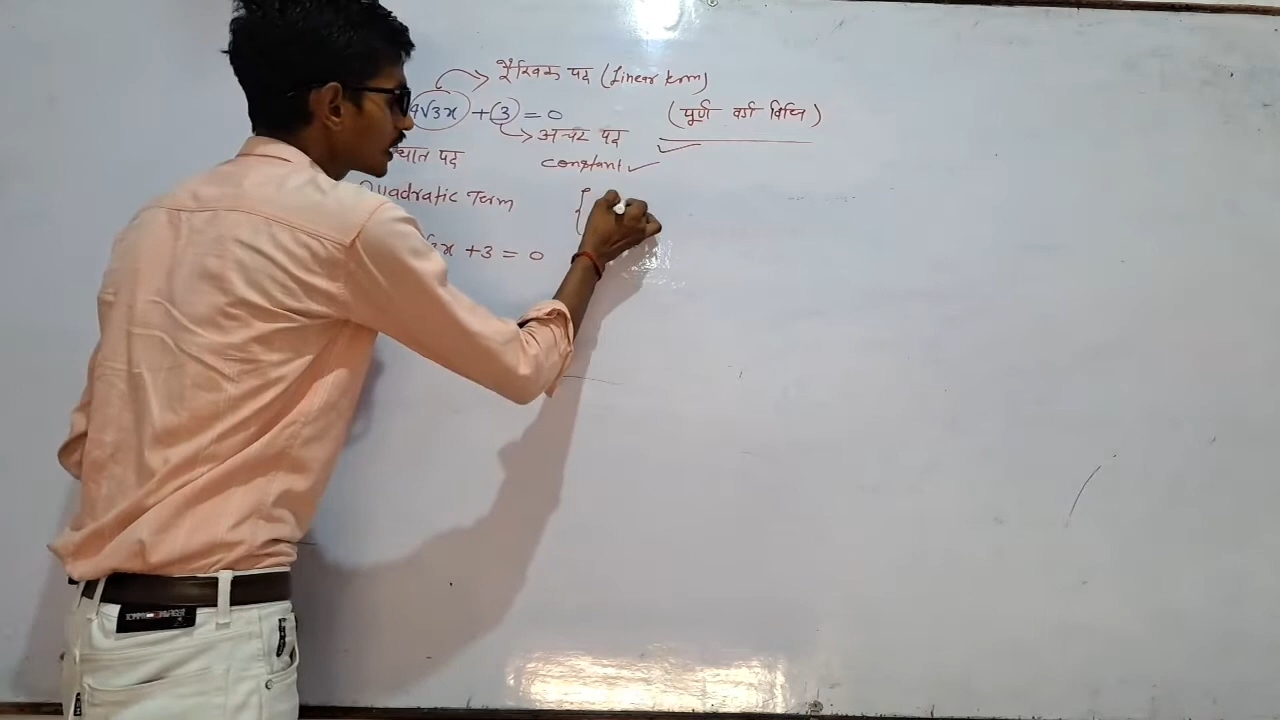 रैखिक पद (Linear term)
4√3x + 3 = 0
(पूर्ण वर्ग विधि)
अचर पद
घात पद
constant ✓
Quadratic Term
{
x + 3 = 0